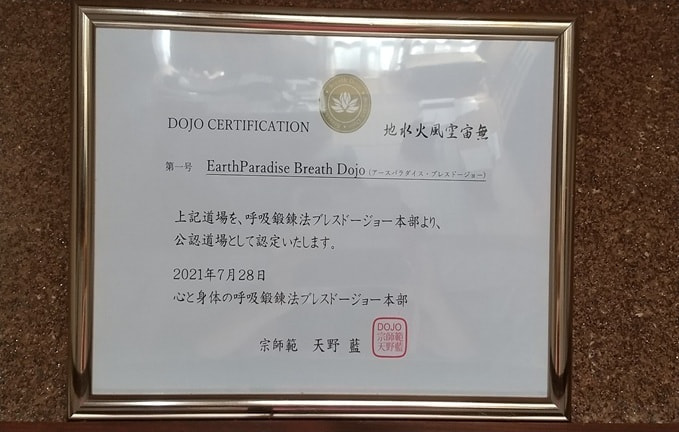 DOJO CERTIFICATION
地水火風空宙無
第一号 EarthParadise Breath Dojo (アースパラダイス・ブレスドージョー)
上記道場を、呼吸鍛錬法ブレスドージョー本部より、
公認道場として認定いたします。
2021年7月28日
心と身体の呼吸鍛錬法ブレスドージョー本部
宗師範 天野 藍
DOJO
宗師範
天野藍